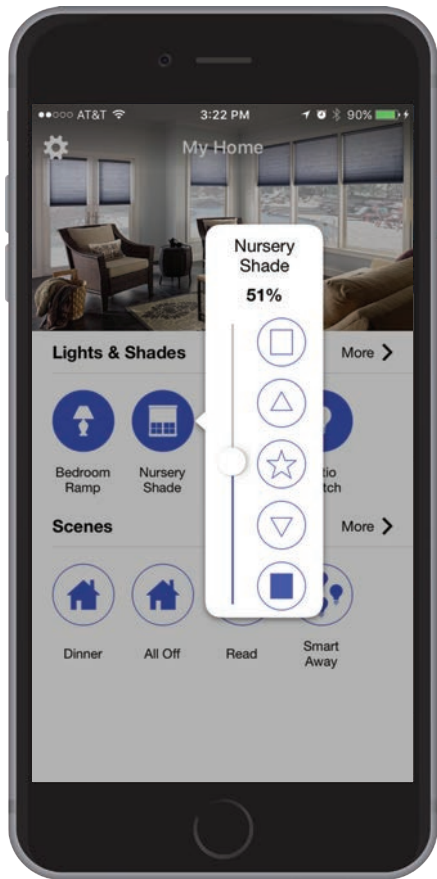 AT&T 3:22 PM 90%
My Home
Nursery
Shade
51%
Lights & Shades More
Bedroom
Ramp
Nursery
Shade
tio
tch
Scenes More
Dinner
All Off
Read
Smart
Away